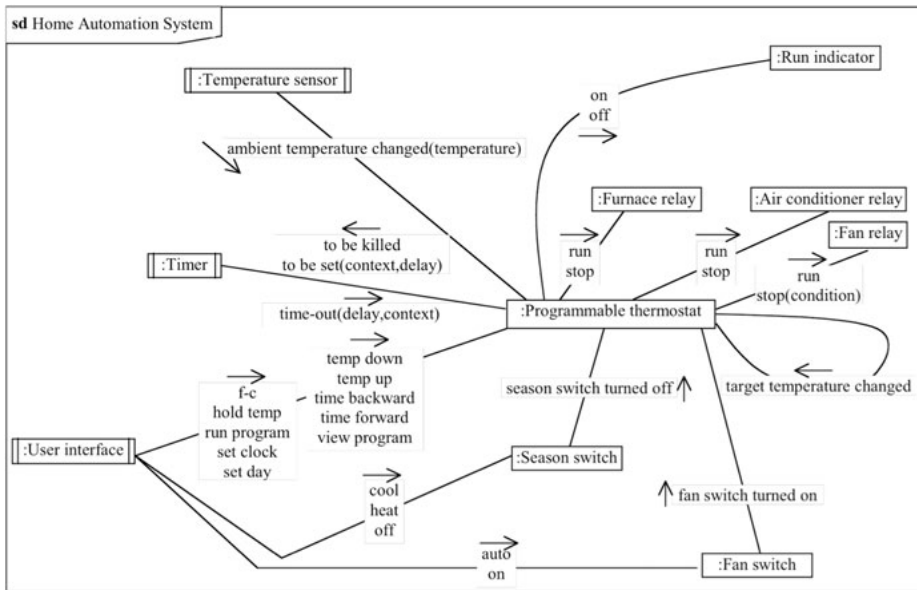 sd Home Automation System
:Run indicator
:Temperature sensor
on
off
ambient temperature changed(temperature)
:Furnace relay
:Air conditioner relay
:Fan relay
to be killed
to be set(context,delay)
run
stop
run
stop
run
stop(condition)
:Timer
time-out(delay,context)
:Programmable thermostat
temp down
temp up
time backward
time forward
view program
season switch turned off
target temperature changed
f-c
hold temp
run program
set clock
set day
:User interface
:Season switch
cool
heat
off
fan switch turned on
auto
on
:Fan switch